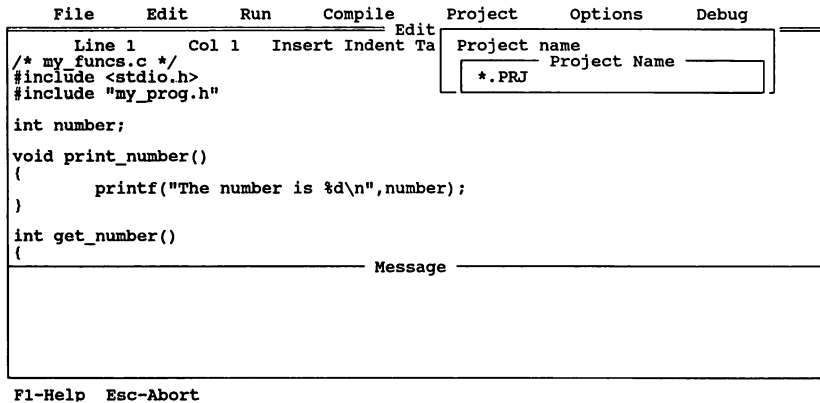 File Edit Run Compile Project Options Debug
Edit
Line 1 Col 1 Insert Indent Ta
Project name
Project Name
*.PRJ
/* my_funcs.c */
#include <stdio.h>
#include "my_prog.h"
int number;
void print_number()
{
printf("The number is %d\n",number);
}
int get_number()
{
Message
F1-Help Esc-Abort